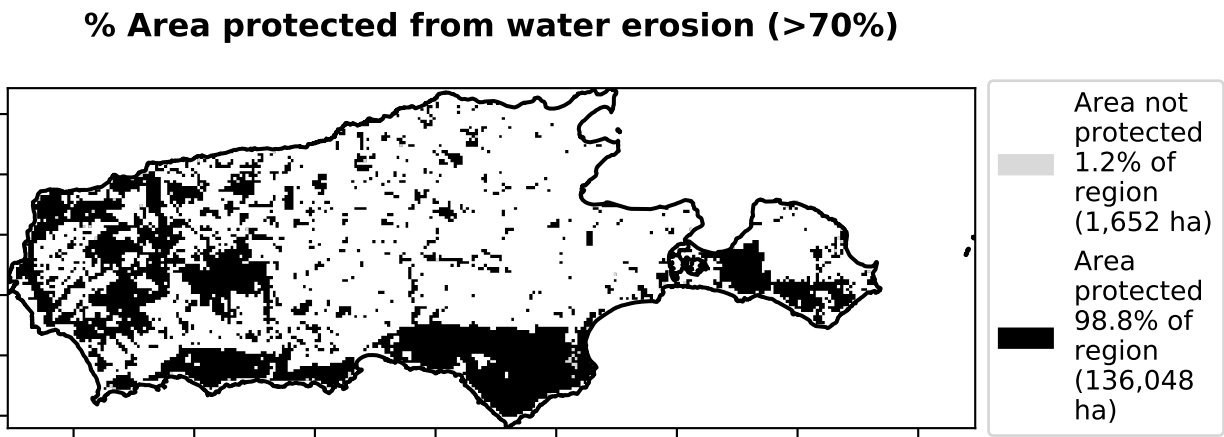 % Area protected from water erosion (>70%)
Area not
protected
1.2% of
region
(1,652 ha)
Area
protected
98.8% of
region
(136,048
ha)